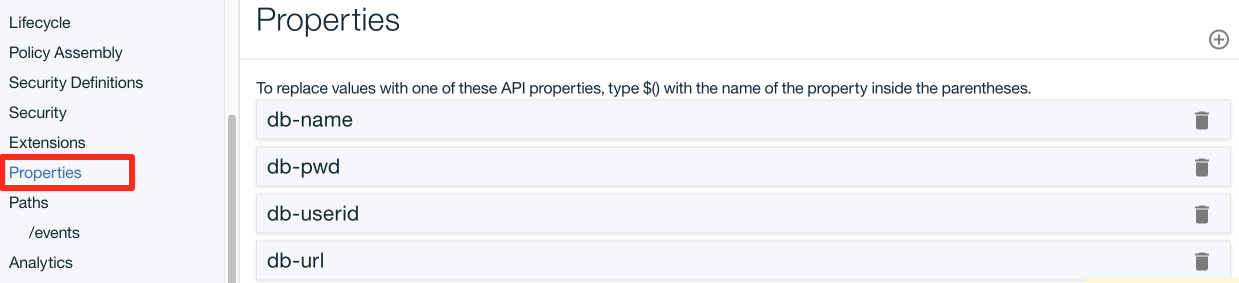 Lifecycle
Policy Assembly
Security Definitions
Security
Extensions
Properties
Paths
/events
Analytics
Properties
To replace values with one of these API properties, type $() with the name of the property inside the parentheses.
db-name
db-pwd
db-userid
db-url